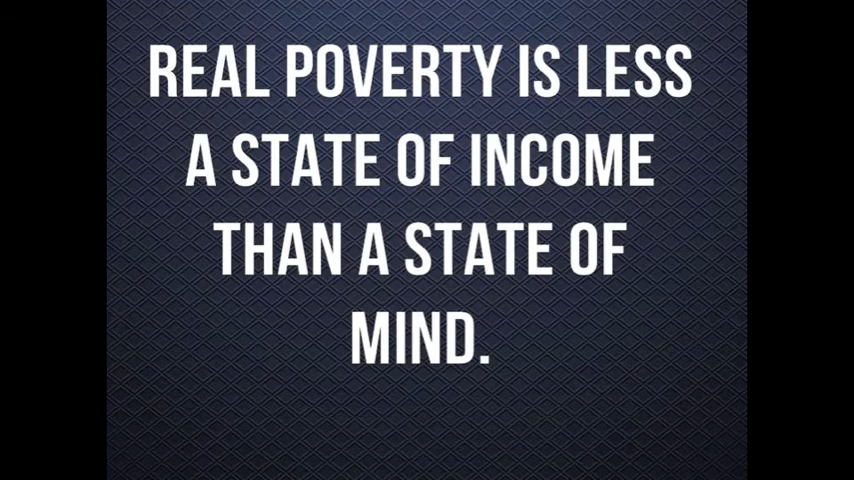 REAL POVERTY IS LESS
A STATE OF INCOME
THAN A STATE OF
MIND.